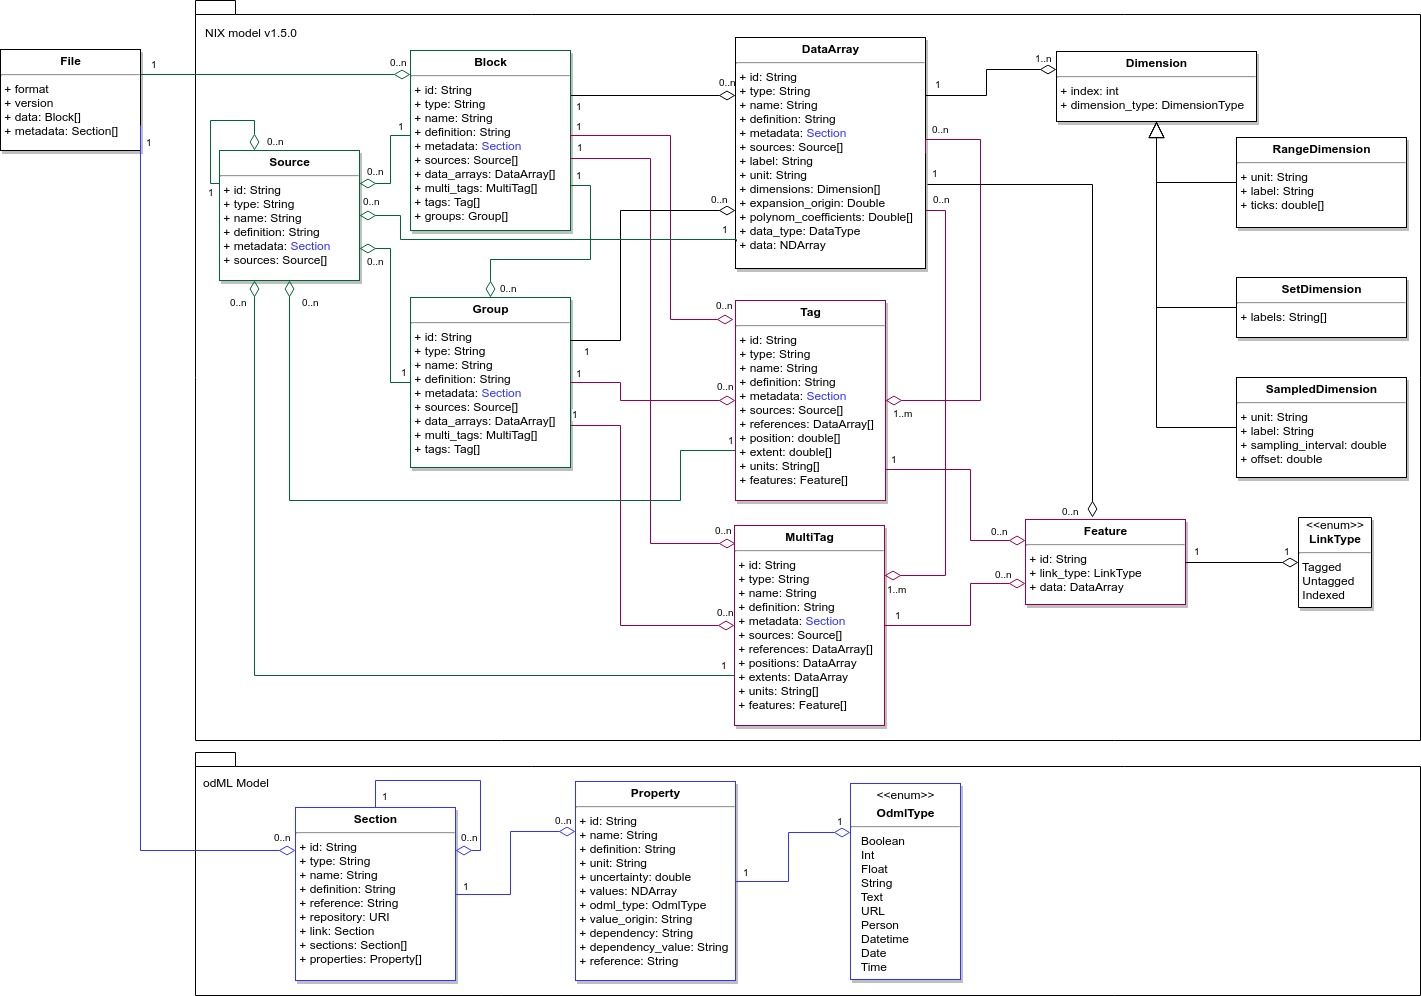 NIX model v1.5.0
File
+ format
+ version
+ data: Block[]
+ metadata: Section[]
1
1
0..n
Block
+ id: String
+ type: String
+ name: String
+ definition: String
+ metadata: Section
+ sources: Source[]
+ data_arrays: DataArray[]
+ multi_tags: MultiTag[]
+ tags: Tag[]
+ groups: Group[]
1
1
1
1
1
0..n
Source
+ id: String
+ type: String
+ name: String
+ definition: String
+ metadata: Section
+ sources: Source[]
1
0..n
0..n
0..n
0..n
0..n
0..n
Group
+ id: String
+ type: String
+ name: String
+ definition: String
+ metadata: Section
+ sources: Source[]
+ data_arrays: DataArray[]
+ multi_tags: MultiTag[]
+ tags: Tag[]
1
1
1
1
0..n
0..n
1
DataArray
+ id: String
+ type: String
+ name: String
+ definition: String
+ metadata: Section
+ sources: Source[]
+ label: String
+ unit: String
+ dimensions: Dimension[]
+ expansion_origin: Double
+ polynom_coefficients: Double[]
+ data_type: DataType
+ data: NDArray
1
0..n
1
0..n
0..n
0..n
1
Tag
+ id: String
+ type: String
+ name: String
+ definition: String
+ metadata: Section
+ sources: Source[]
+ references: DataArray[]
+ position: double[]
+ extent: double[]
+ units: String[]
+ features: Feature[]
1..m
1
0..n
0..n
1
MultiTag
+ id: String
+ type: String
+ name: String
+ definition: String
+ metadata: Section
+ sources: Source[]
+ references: DataArray[]
+ positions: DataArray
+ extents: DataArray
+ units: String[]
+ features: Feature[]
1..m
1
1..n
Dimension
+ index: int
+ dimension_type: DimensionType
RangeDimension
+ unit: String
+ label: String
+ ticks: double[]
SetDimension
+ labels: String[]
SampledDimension
+ unit: String
+ label: String
+ sampling_interval: double
+ offset: double
0..n
0..n
0..n
Feature
+ id: String
+ link_type: LinkType
+ data: DataArray
1
1
<<enum>>
LinkType
Tagged
Untagged
Indexed
odML Model
0..n
1
0..n
Section
+ id: String
+ type: String
+ name: String
+ definition: String
+ reference: String
+ repository: URI
+ link: Section
+ sections: Section[]
+ properties: Property[]
1
0..n
Property
+ id: String
+ name: String
+ definition: String
+ unit: String
+ uncertainty: double
+ values: NDArray
+ odml_type: OdmlType
+ value_origin: String
+ dependency: String
+ dependency_value: String
+ reference: String
1
1
<<enum>>
OdmlType
Boolean
Int
Float
String
Text
URL
Person
Datetime
Date
Time